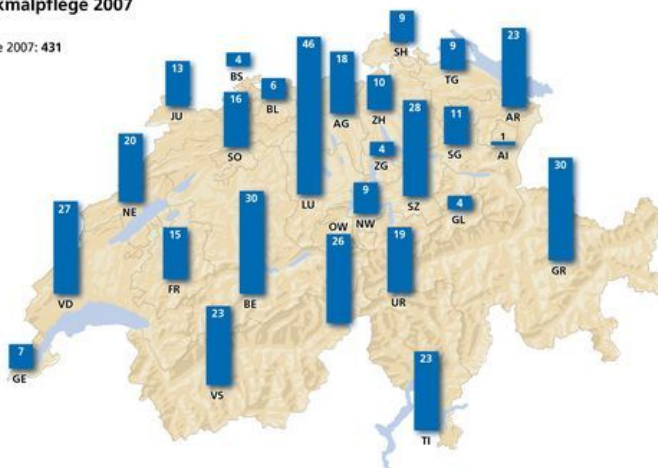 kmalpflege 2007
e 2007: 431
9
SH
23
AR
46
LU
18
AG
9
TG
4
BS
13
JU
6
BL
10
ZH
16
SO
28
SZ
11
SG
1
AI
20
NE
4
ZG
30
GR
9
NW
4
GL
27
VD
30
BE
OW
26
15
FR
19
UR
23
VS
7
GE
23
TI